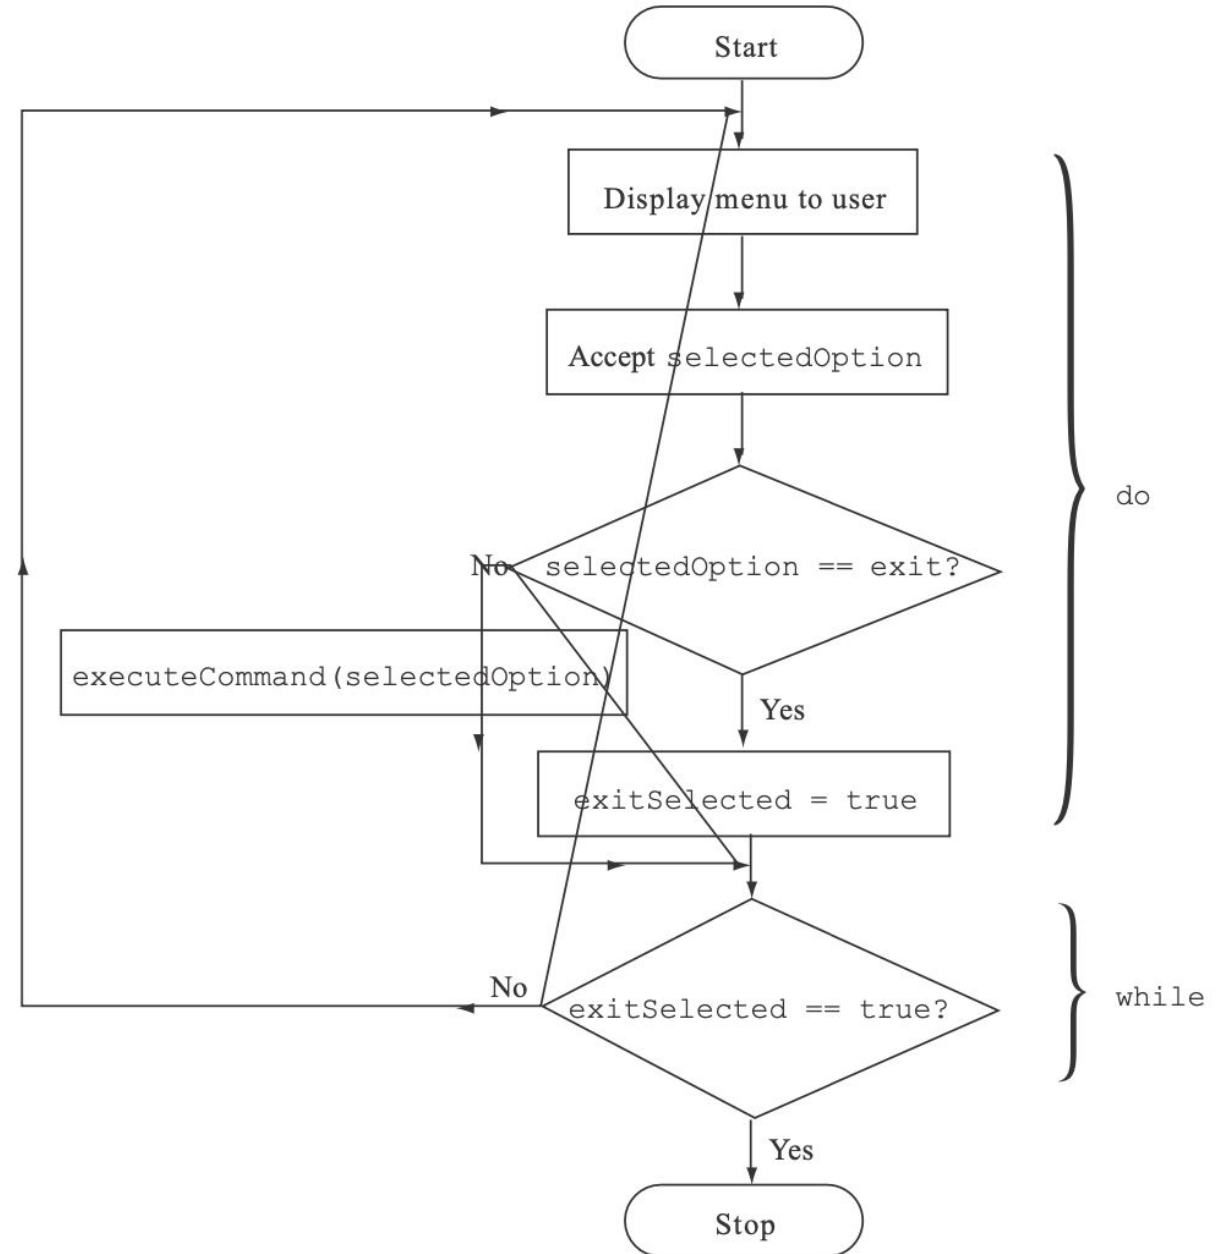 Start
Display menu to user
Accept selectedOption
do
No
selectedOption == exit?
executeCommand(selectedOption)
Yes
exitSelected = true
No
exitSelected == true?
while
Yes
Stop